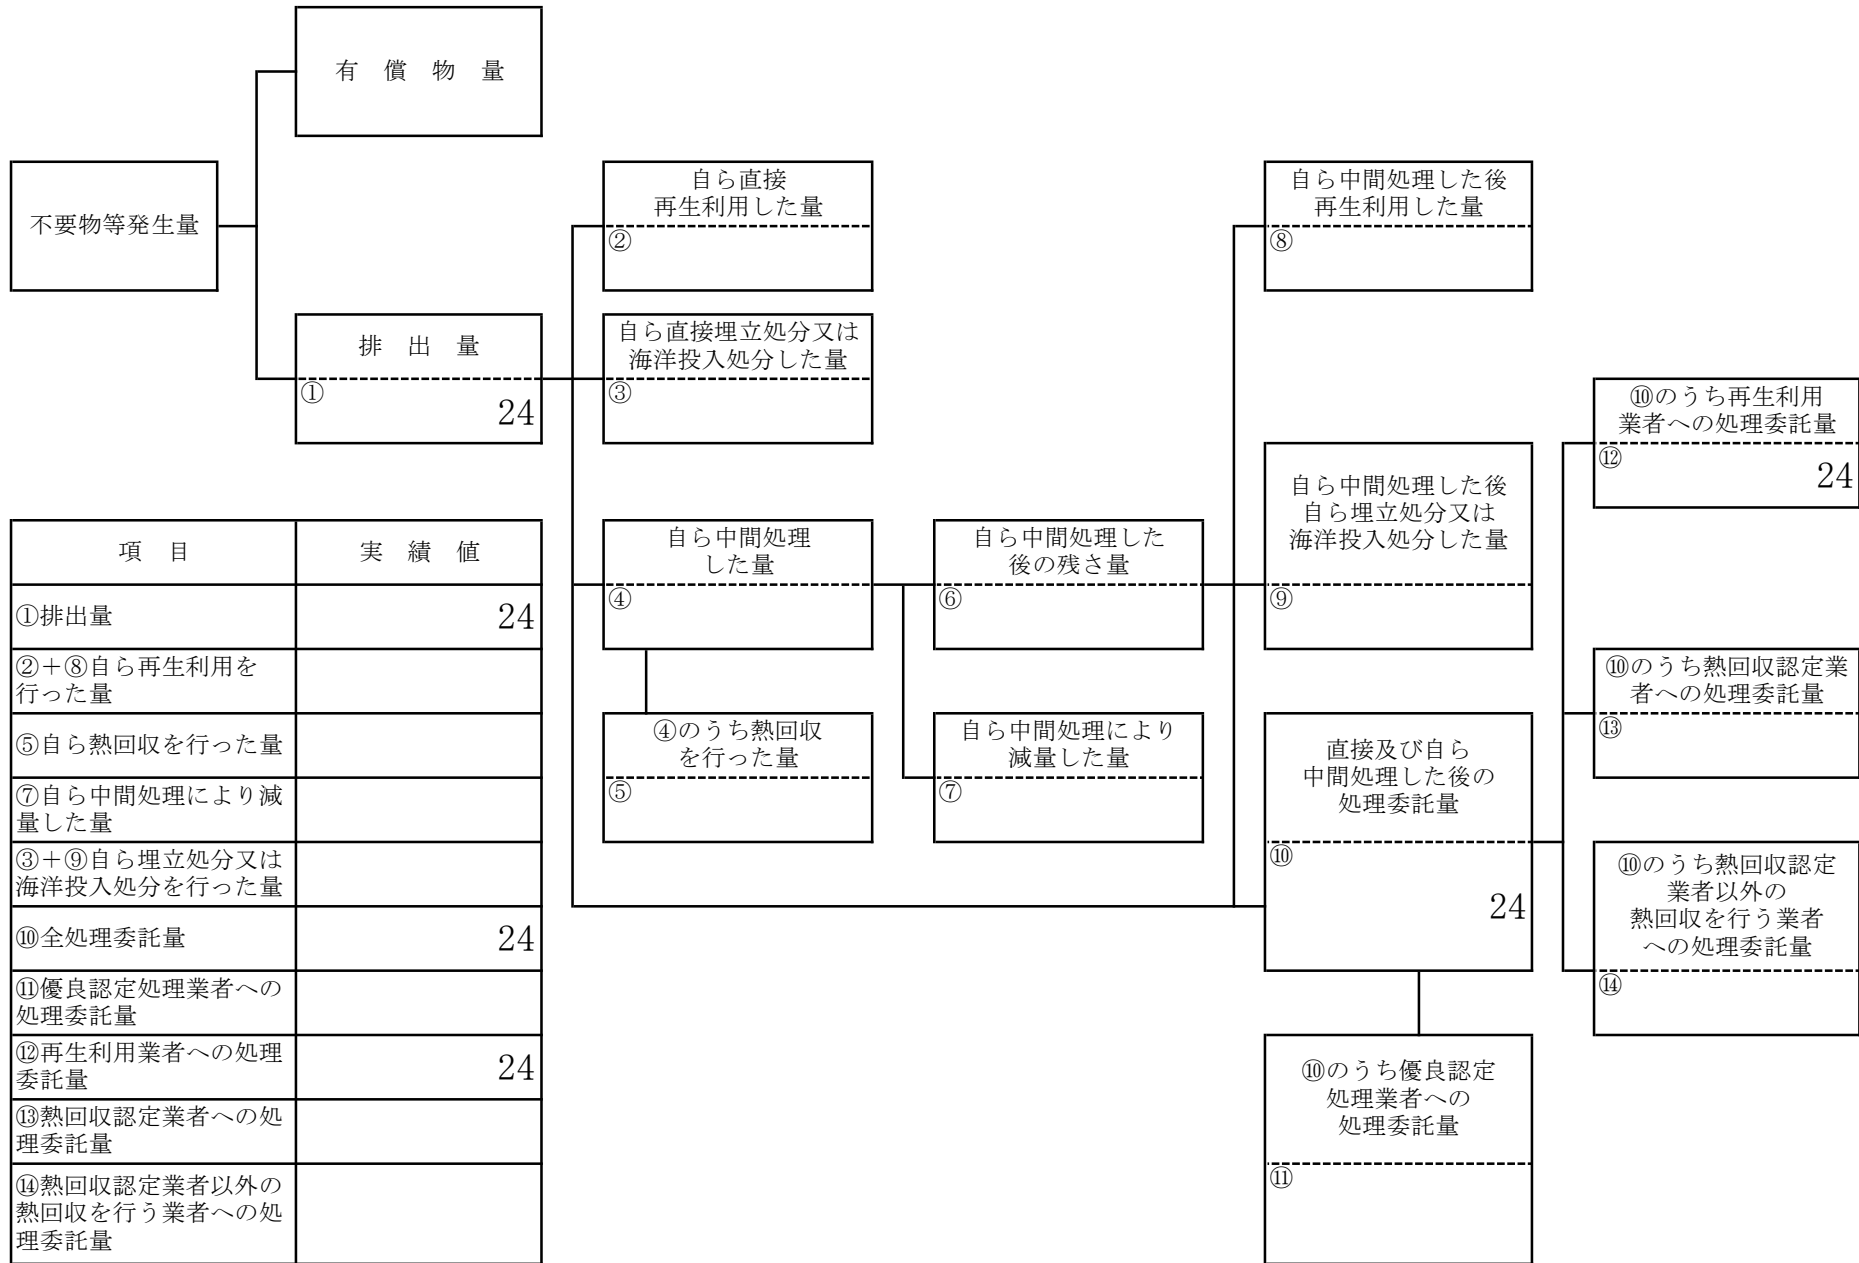 有 償 物 量
不要物等発生量
自ら直接
再生利用した量
②
自ら中間処理した後
再生利用した量
⑧
排 出 量
①
24
自ら直接埋立処分又は
海洋投入処分した量
③
⑩のうち再生利用
業者への処理委託量
⑫
24
自ら中間処理した後
自ら埋立処分又は
海洋投入処分した量
⑨
自ら中間処理
した量
④
自ら中間処理した
後の残さ量
⑥
⑩のうち熱回収認定業
者への処理委託量
⑬
④のうち熱回収
を行った量
⑤
自ら中間処理により
減量した量
⑦
直接及び自ら
中間処理した後の
処理委託量
⑩
24
⑩のうち熱回収認定
業者以外の
熱回収を行う業者
への処理委託量
⑭
⑩のうち優良認定
処理業者への
処理委託量
⑪
項 目 実 績 値
①排出量 24
②+⑧自ら再生利用を
行った量
⑤自ら熱回収を行った量
⑦自ら中間処理により減
量した量
③+⑨自ら埋立処分又は
海洋投入処分を行った量
⑩全処理委託量 24
⑪優良認定処理業者への
処理委託量
⑫再生利用業者への処理
委託量 24
⑬熱回収認定業者への処
理委託量
⑭熱回収認定業者以外の
熱回収を行う業者への処
理委託量